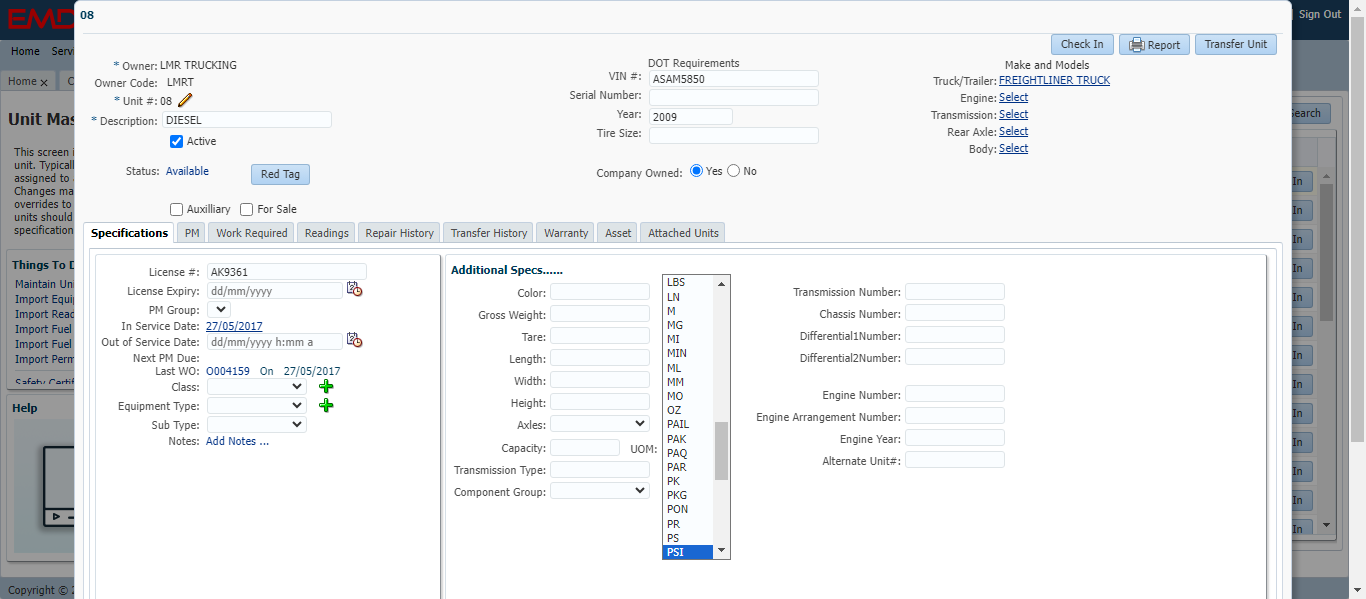 EMD
08
Sign Out
Home Serv
Check In Report Transfer Unit
Home x
* Owner: LMR TRUCKING
Owner Code: LMRT
* Unit #: 08
* Description: DIESEL
Active
Status: Available Red Tag
Auxilliary For Sale
DOT Requirements
VIN #: ASAM5850
Serial Number:
Year: 2009
Tire Size:
Company Owned: Yes No
Make and Models
Truck/Trailer: FREIGHTLINER TRUCK
Engine: Select
Transmission: Select
Rear Axle: Select
Body: Select
Unit Mas
This screen i
unit. Typicall
assigned to
Changes ma
overrides to
units should
specification
Things To D
Maintain Uni
Import Equi
Import Read
Import Fuel
Import Fuel
Import Perm
Safety Certif
Help
Copyright ©
Search
In
In
In
In
In
In
In
In
In
In
In
In
In
Specifications PM Work Required Readings Repair History Transfer History Warranty Asset Attached Units
License #: AK9361
License Expiry: dd/mm/yyyy
PM Group:
In Service Date: 27/05/2017
Out of Service Date: dd/mm/yyyy h:mm a
Next PM Due:
Last WO: O004159 On 27/05/2017
Class:
Equipment Type:
Sub Type:
Notes: Add Notes ...
Additional Specs......
Color:
Gross Weight:
Tare:
Length:
Width:
Height:
Axles:
Capacity: UOM:
Transmission Type:
Component Group:
LBS
LN
M
MG
MI
MIN
ML
MM
MO
OZ
PAIL
PAK
PAQ
PAR
PK
PKG
PON
PR
PS
PSI
Transmission Number:
Chassis Number:
Differential1Number:
Differential2Number:
Engine Number:
Engine Arrangement Number:
Engine Year:
Alternate Unit#: